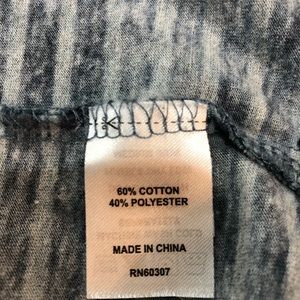 60% COTTON
40% POLYESTER
MADE IN CHINA
RN60307